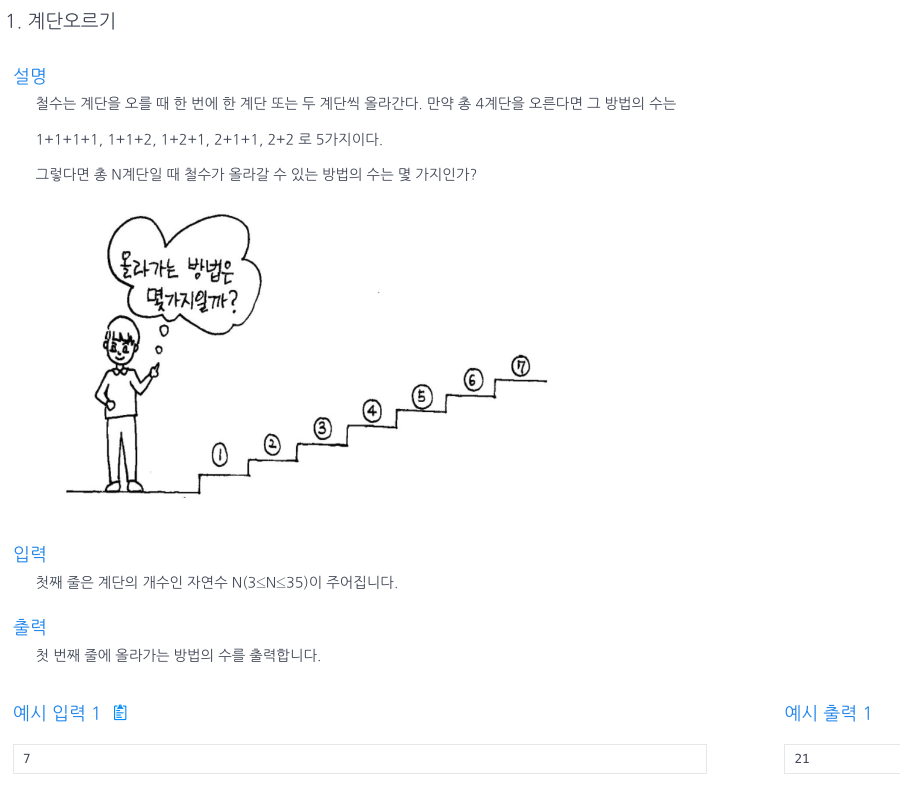 1. 계단오르기
설명
철수는 계단을 오를 때 한 번에 한 계단 또는 두 계단씩 올라간다. 만약 총 4계단을 오른다면 그 방법의 수는
1+1+1+1, 1+1+2, 1+2+1, 2+1+1, 2+2 로 5가지이다.
그렇다면 총 N계단일 때 철수가 올라갈 수 있는 방법의 수는 몇 가지인가?
올라가는 방법은
몇가지일까?
① ② ③ ④ ⑤ ⑥ ⑦
입력
첫째 줄은 계단의 개수인 자연수 N(3≤N≤35)이 주어집니다.
출력
첫 번째 줄에 올라가는 방법의 수를 출력합니다.
예시 입력 1
7
예시 출력 1
21